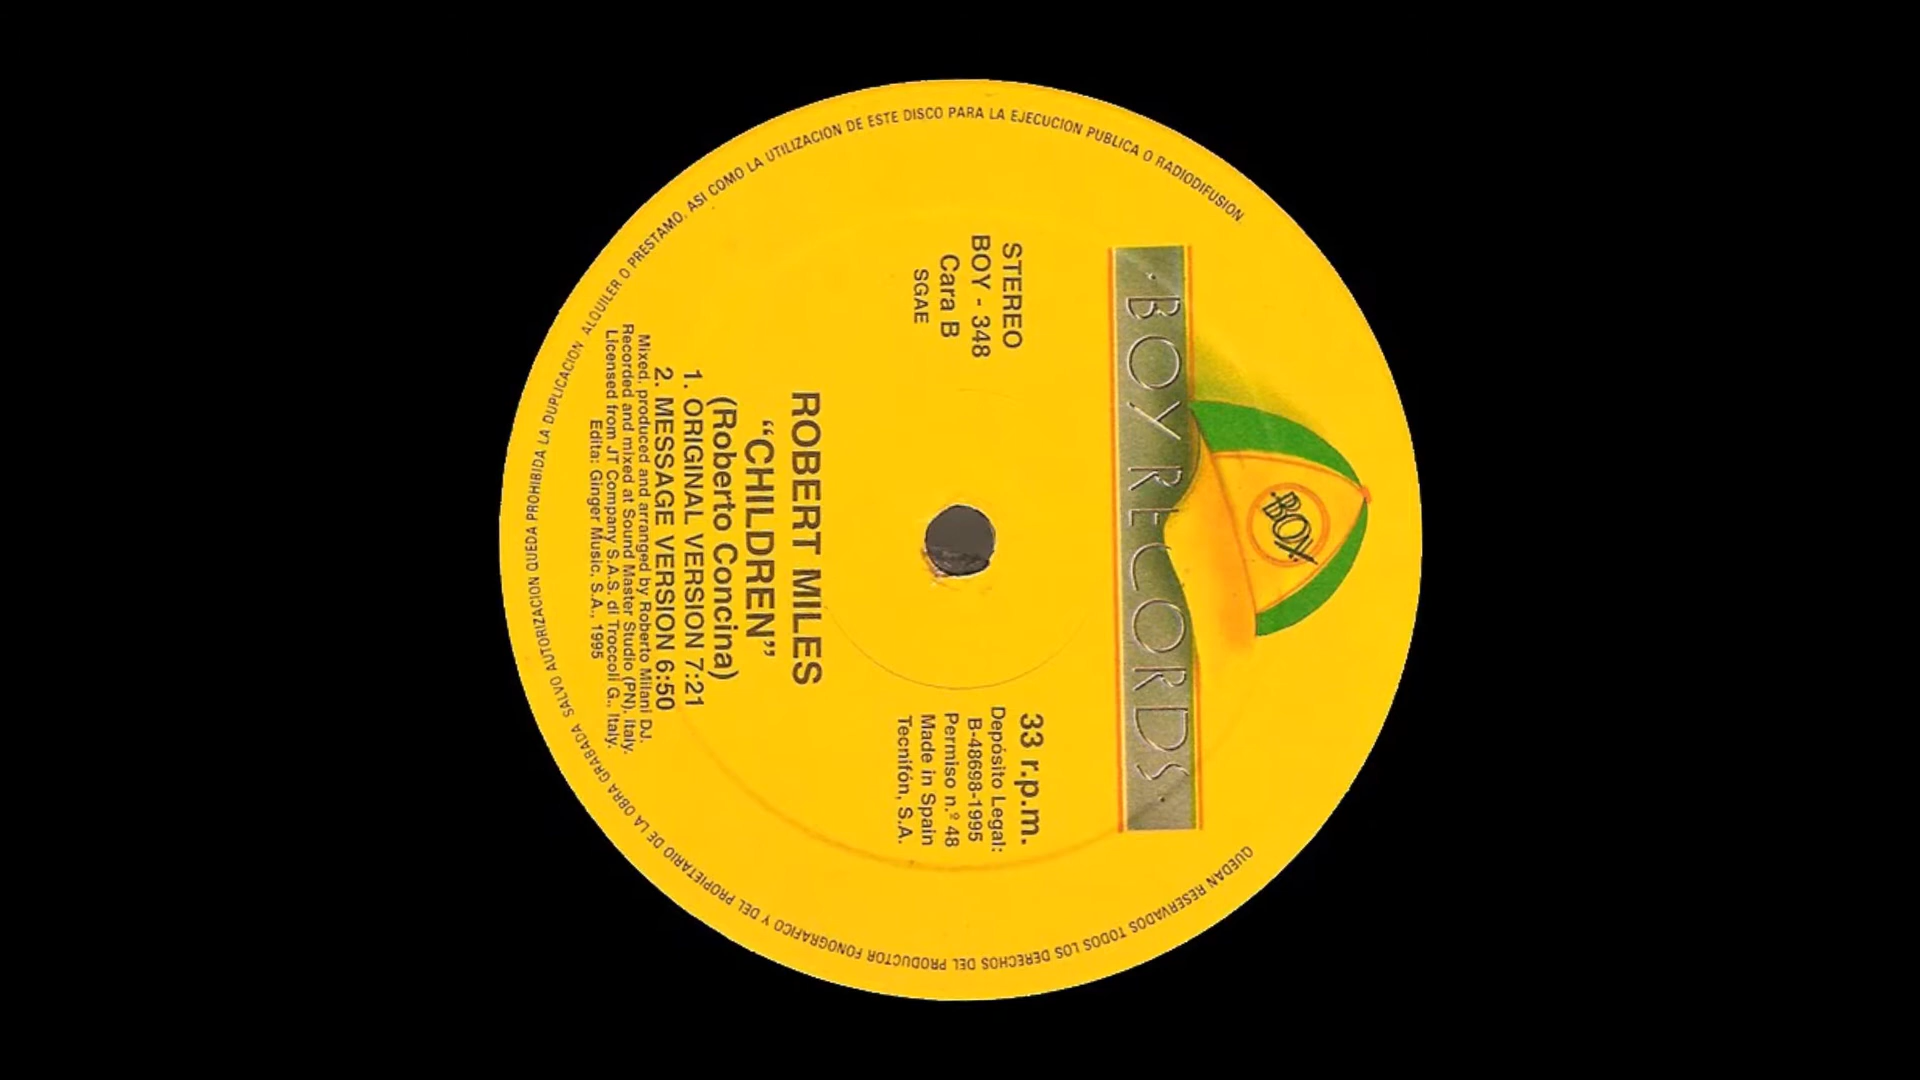 BOY
· BOY RECORDS ·
STEREO
BOY - 348
Cara B
SGAE
33 r.p.m.
Depósito Legal:
B-48698-1995
Permiso n.º 48
Made in Spain
Tecnifón, S.A.
ROBERT MILES
“CHILDREN”
(Roberto Concina)
1. ORIGINAL VERSION 7:21
2. MESSAGE VERSION 6:50
Mixed, produced and arranged by Roberto Milani DJ.
Recorded and mixed at Sound Master Studio (PN), Italy.
Licensed from JT Company S.A.S. di Troccoli G., Italy.
Edita: Ginger Music, S.A., 1995
QUEDAN RESERVADOS TODOS LOS DERECHOS DEL PRODUCTOR FONOGRAFICO Y DEL PROPIETARIO DE LA OBRA GRABADA SALVO AUTORIZACION QUEDA PROHIBIDA LA DUPLICACION, ALQUILER O PRESTAMO, ASI COMO LA UTILIZACION DE ESTE DISCO PARA LA EJECUCION PUBLICA O RADIODIFUSION.